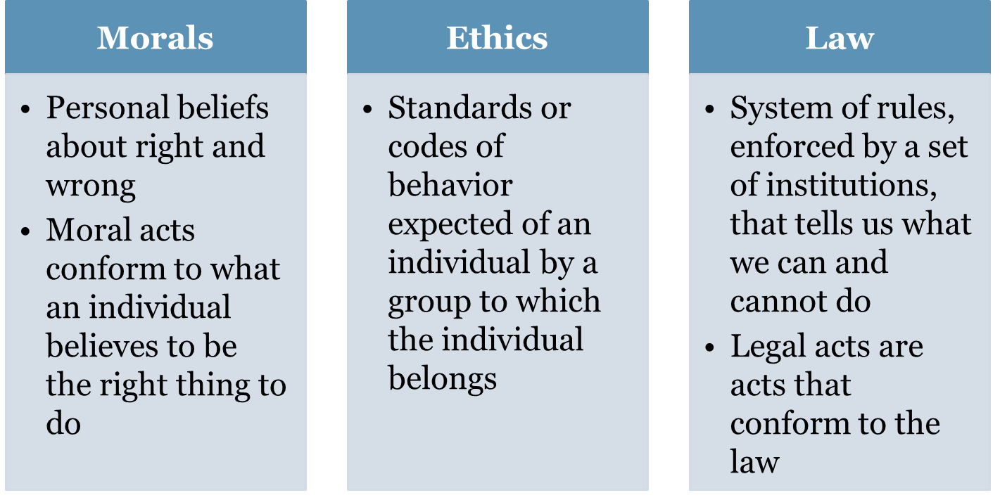 Morals
• Personal beliefs
about right and
wrong
• Moral acts
conform to what
an individual
believes to be
the right thing to
do
Ethics
• Standards or
codes of
behavior
expected of an
individual by a
group to which
the individual
belongs
Law
• System of rules,
enforced by a set
of institutions,
that tells us what
we can and
cannot do
• Legal acts are
acts that
conform to the
law